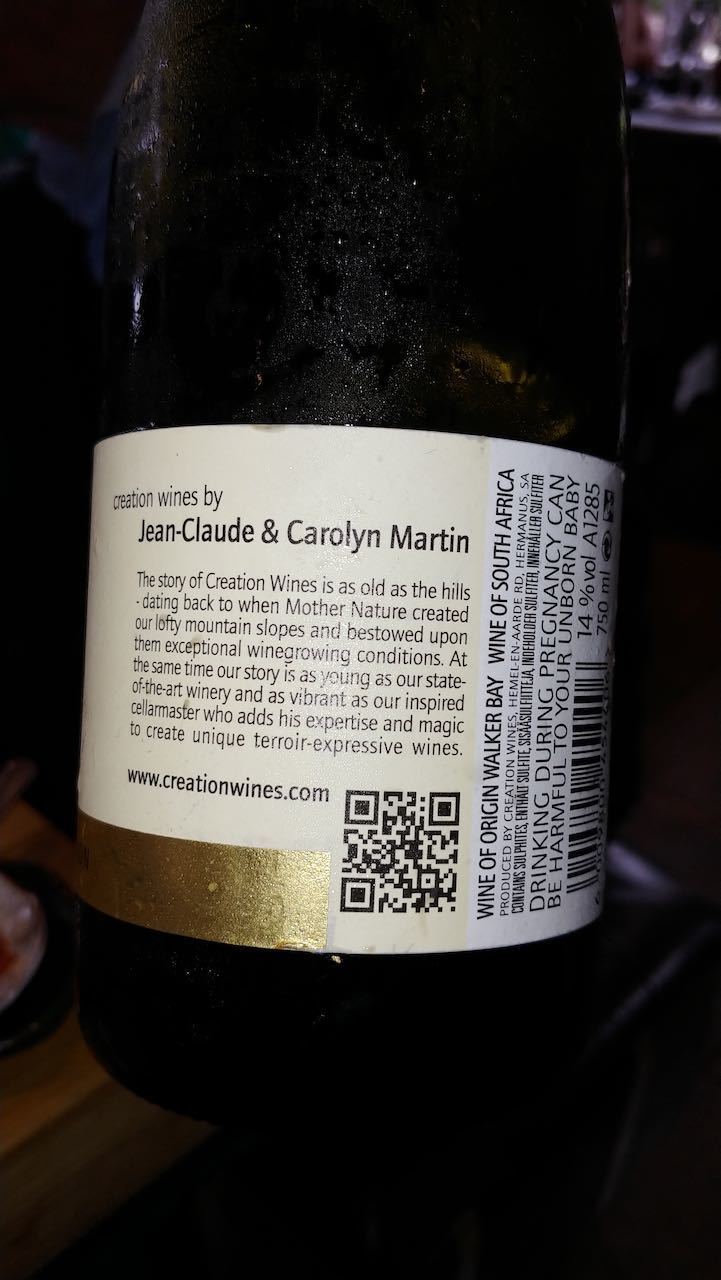 creation wines by
Jean-Claude & Carolyn Martin
The story of Creation Wines is as old as the hills
- dating back to when Mother Nature created
our lofty mountain slopes and bestowed upon
them exceptional winegrowing conditions. At
the same time our story is as young as our state-
of-the-art winery and as vibrant as our inspired
cellarmaster who adds his expertise and magic
to create unique terroir-expressive wines.
www.creationwines.com
WINE OF ORIGIN WALKER BAY WINE OF SOUTH AFRICA
PRODUCED BY CREATION WINES, HEMEL-EN-AARDE RD, HERMANUS, SA
CONTAINS SULPHITES, ENTHÄLT SULFITE, SISÄÄSULFIITTEJA, INDEHOLDER SULFITTER, INNEHÅLLER SULFITER
DRINKING DURING PREGNANCY CAN
BE HARMFUL TO YOUR UNBORN BABY
14 %vol A1285
750 ml